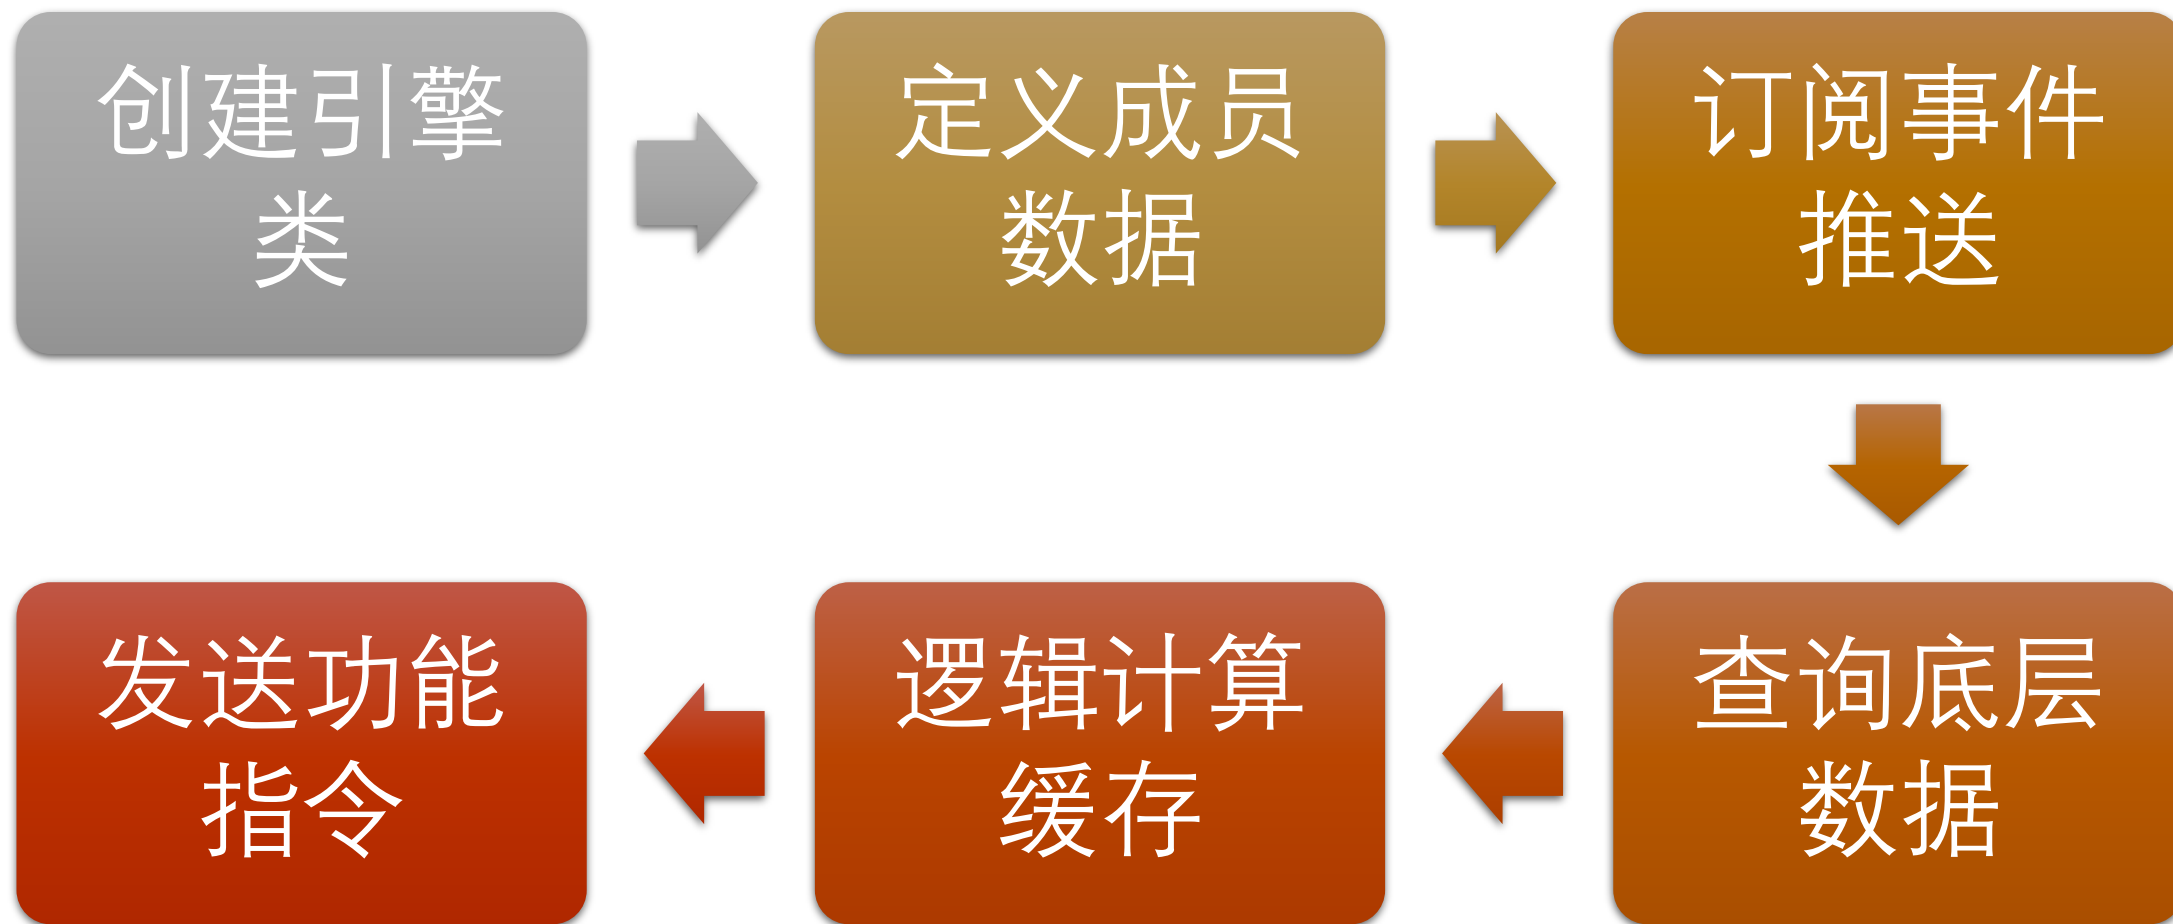 创建引擎
类
定义成员
数据
订阅事件
推送
查询底层
数据
逻辑计算
缓存
发送功能
指令